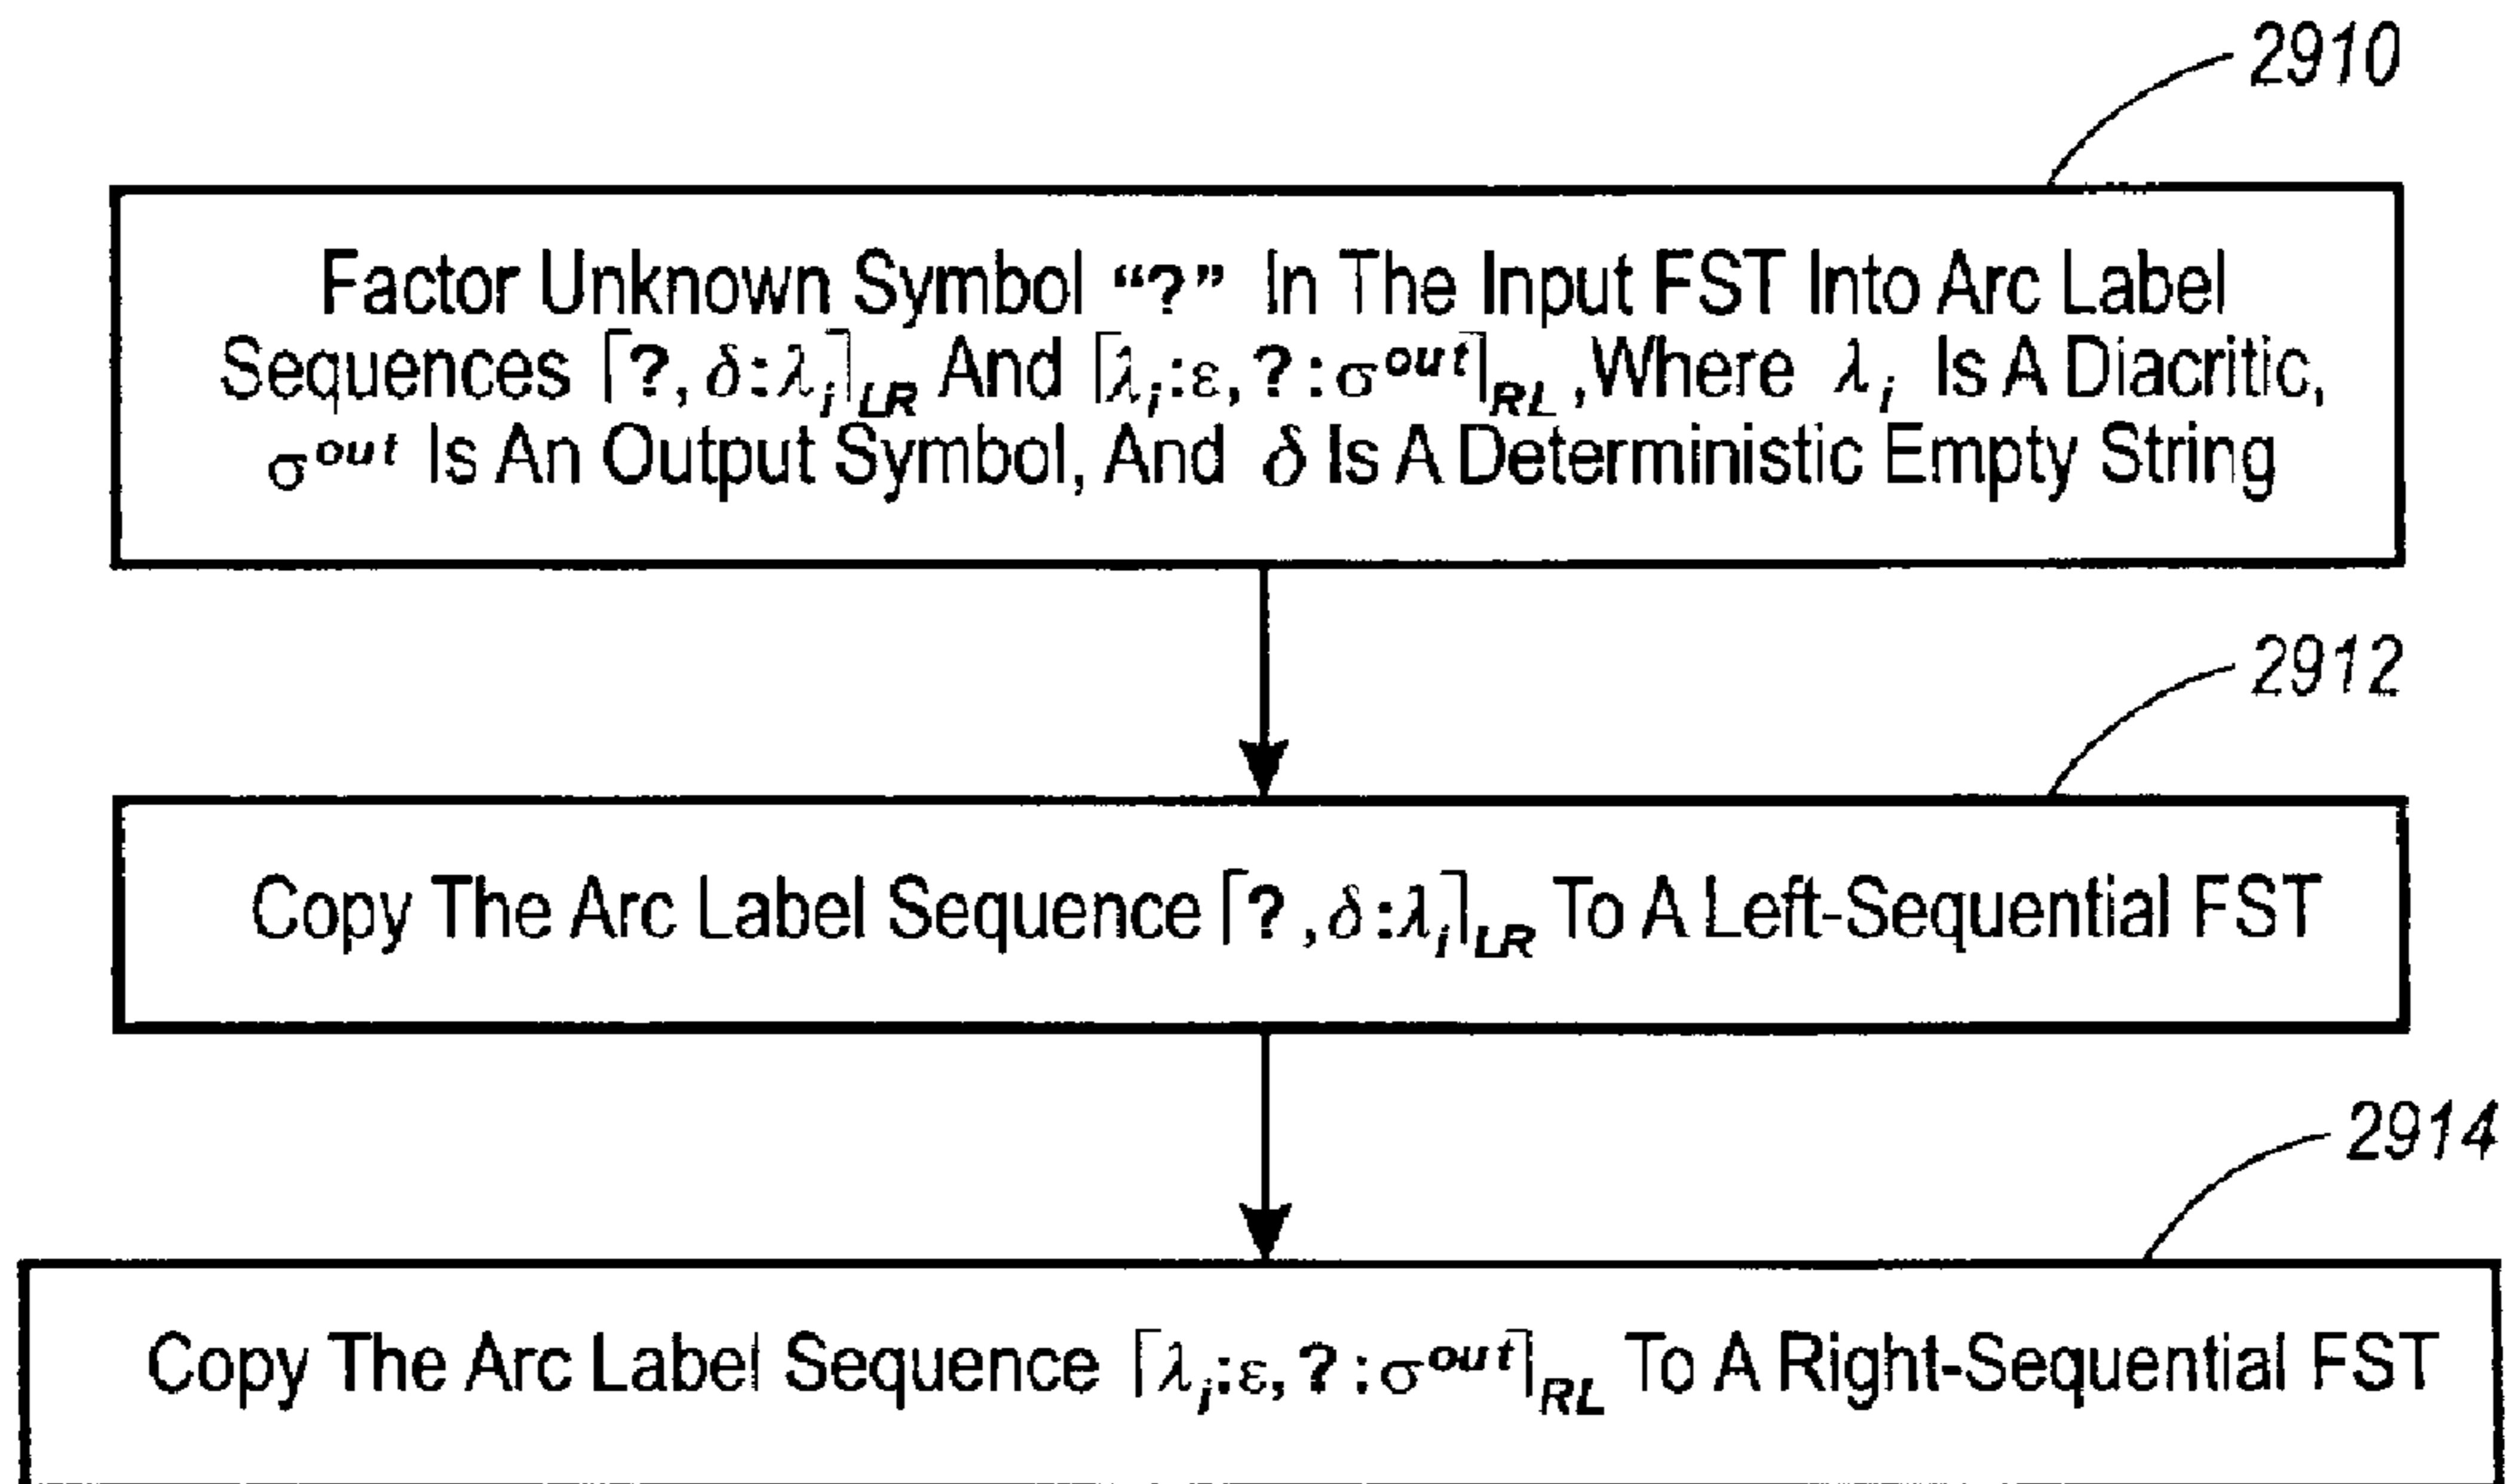 2910
Factor Unknown Symbol “?” In The Input FST Into Arc Label
Sequences ⌈?, δ:λᵢ⌉LR And ⌈λᵢ:ε, ?:σᵒᵘᵗ⌉RL ,Where λᵢ Is A Diacritic,
σᵒᵘᵗ Is An Output Symbol, And δ Is A Deterministic Empty String
2912
Copy The Arc Label Sequence ⌈? ,δ:λᵢ⌉LR To A Left-Sequential FST
2914
Copy The Arc Label Sequence ⌈λᵢ:ε, ?:σᵒᵘᵗ⌉RL To A Right-Sequential FST